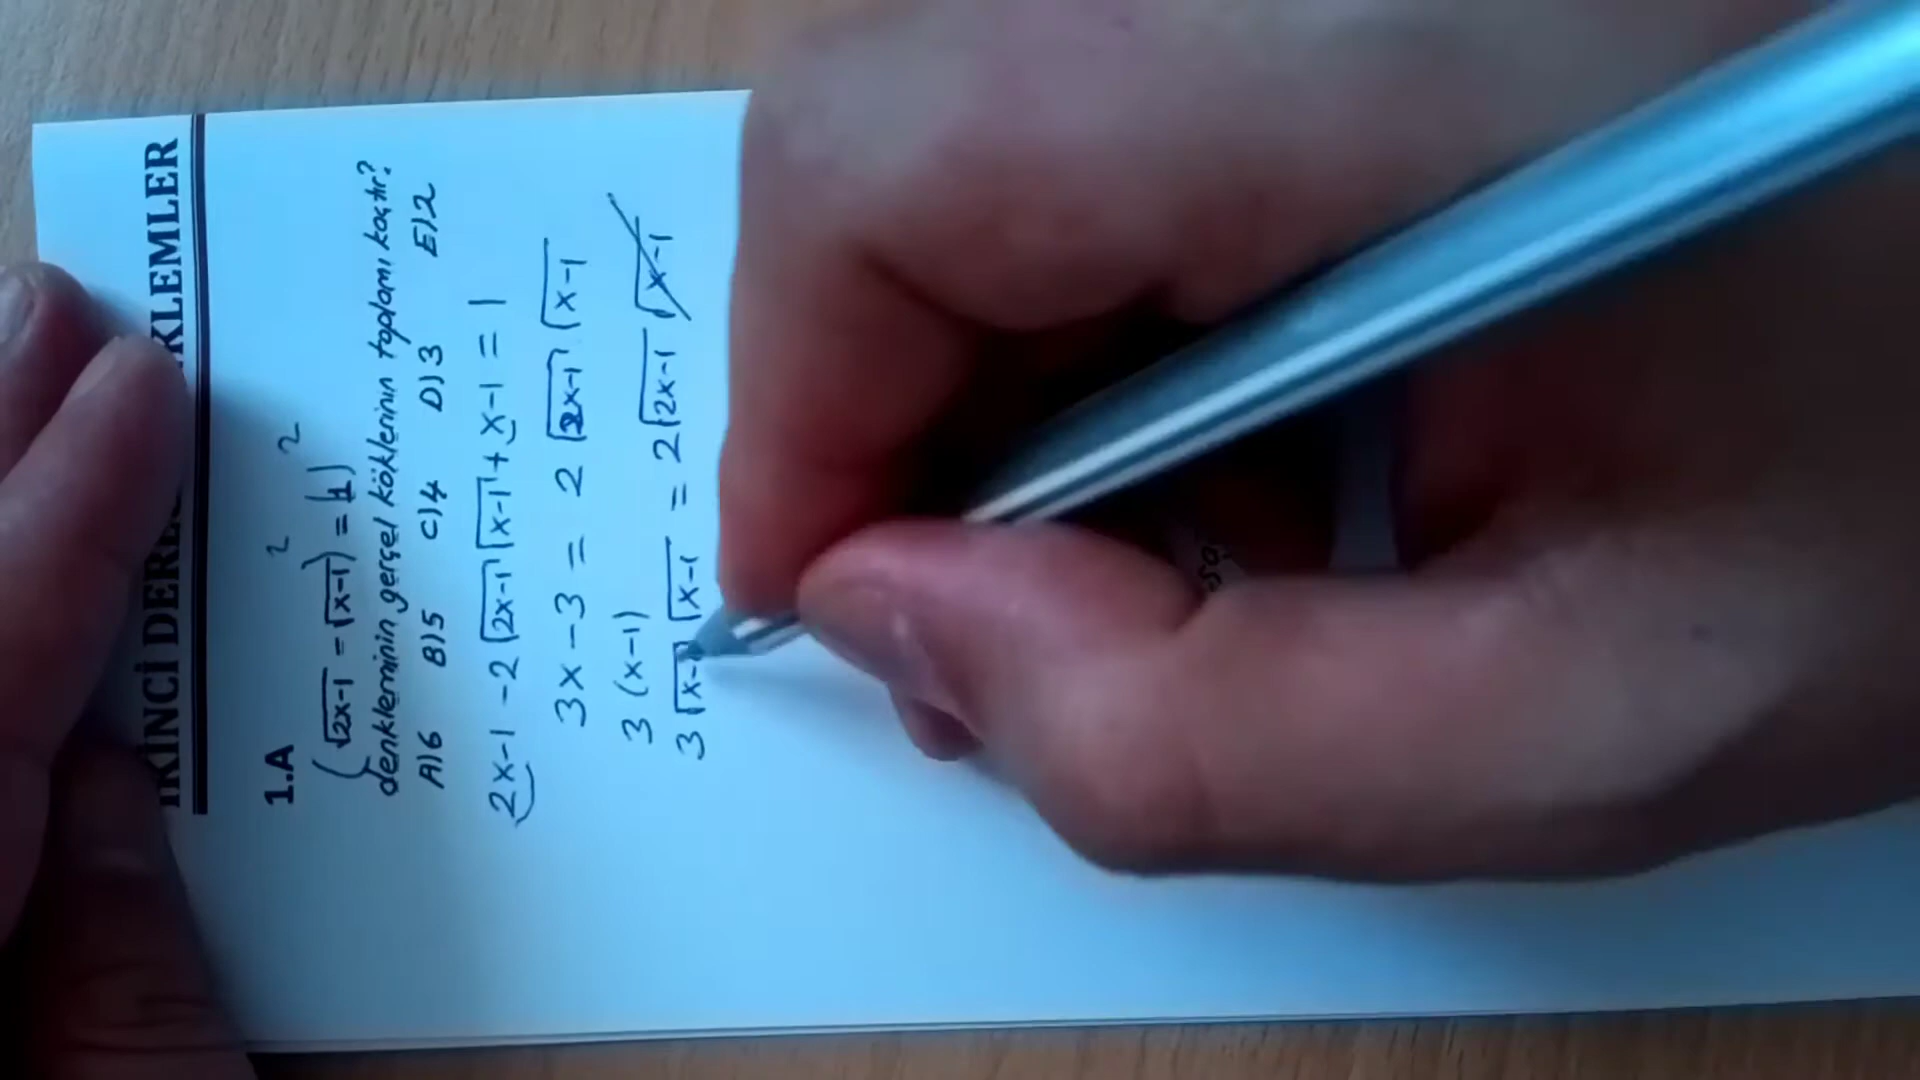 İKİNCİ DERE KLEMLER
1.A
(√2x-1 - √x-1)² = (1)²
denkleminin gerçel köklerinin toplamı kaçtır?
A)6 B)5 C)4 D)3 E)2
2x-1 -2√2x-1 √x-1 + x-1 = 1
3x-3 = 2√2x-1 √x-1
3(x-1)
3√x- √x-1 = 2√2x-1 √x-1